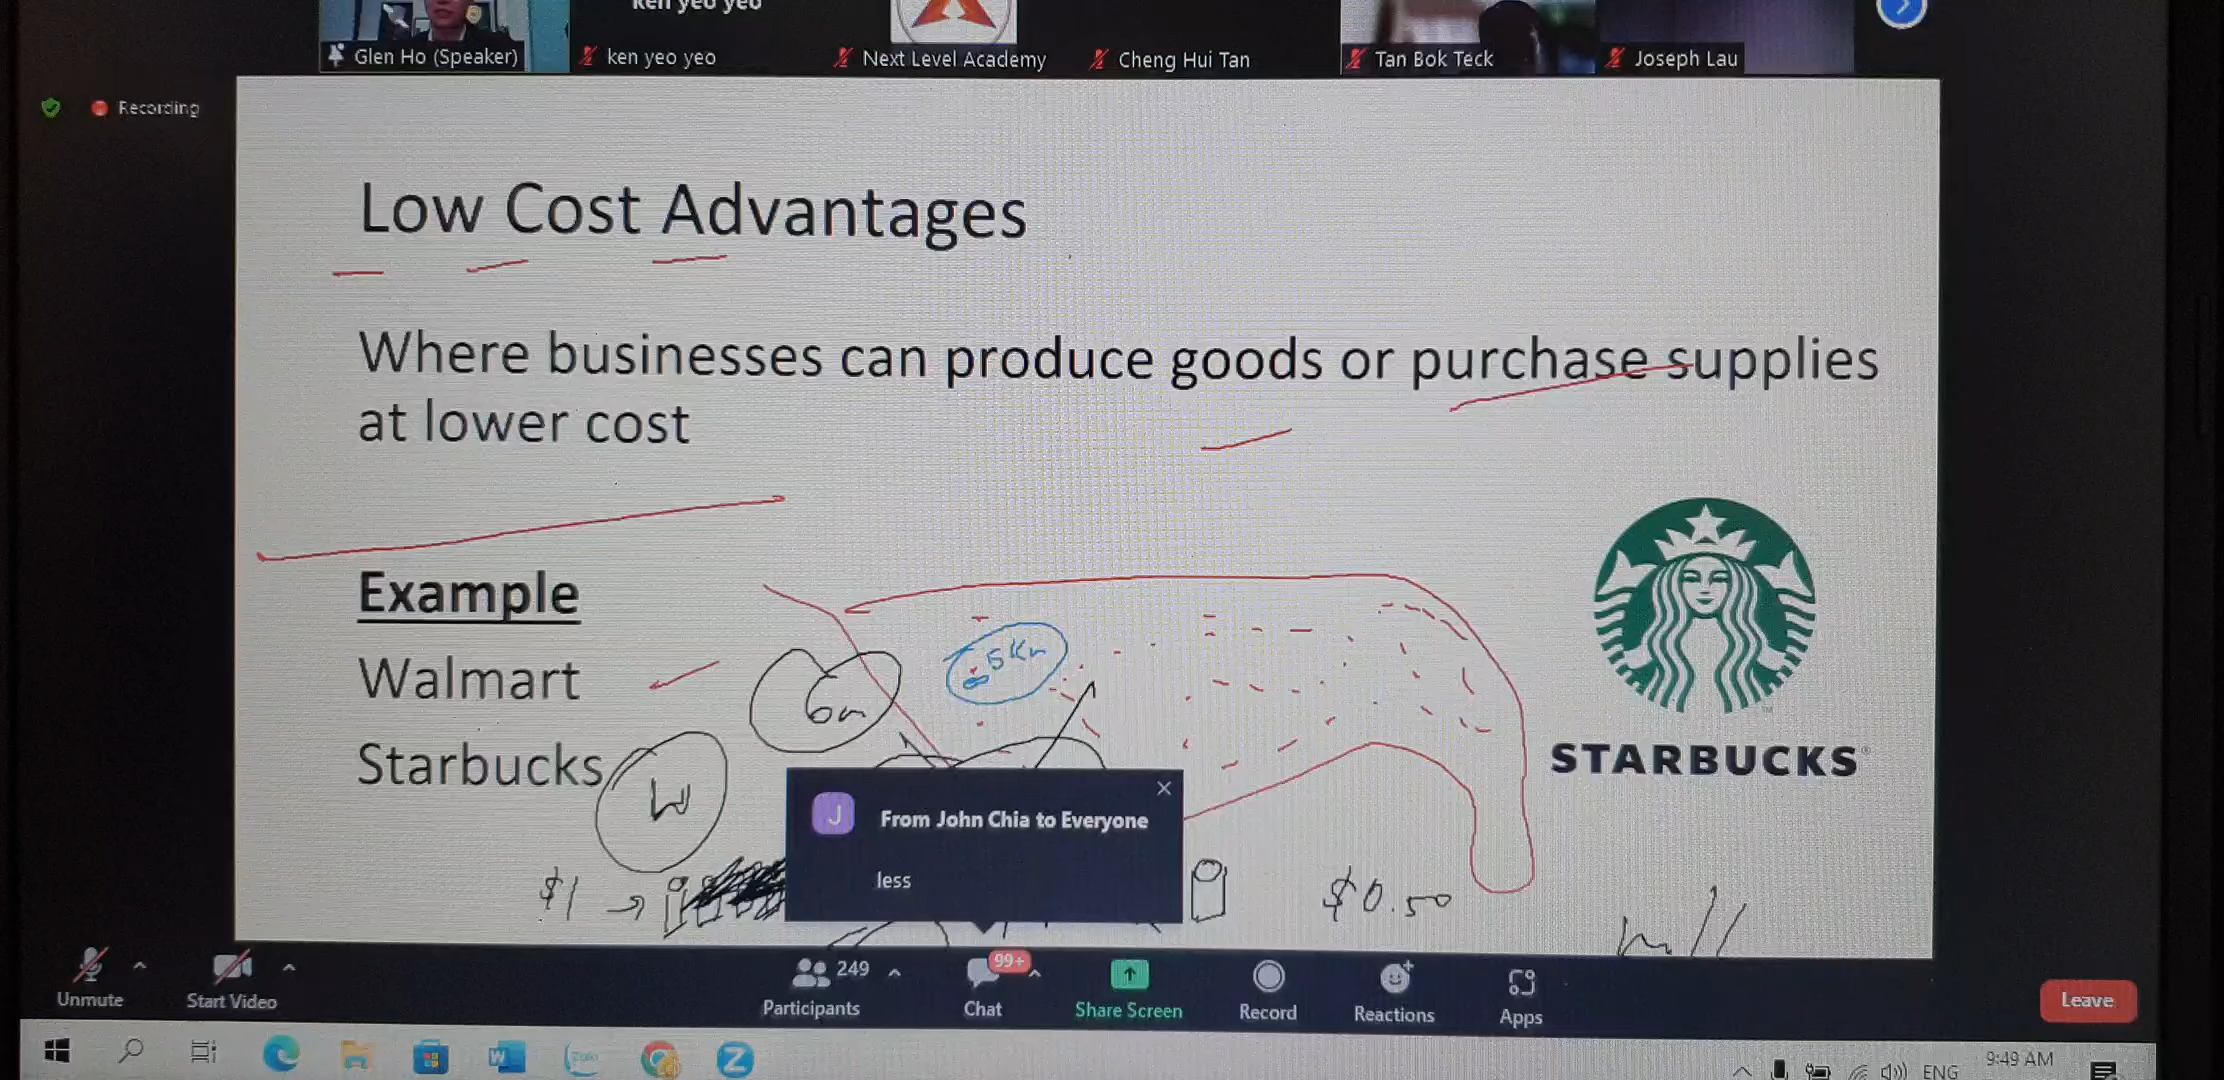 ken yeo yeo
Glen Ho (Speaker)
ken yeo yeo
Next Level Academy
Cheng Hui Tan
Tan Bok Teck
Joseph Lau
Recording
Low Cost Advantages
Where businesses can produce goods or purchase supplies
at lower cost
Example
Walmart
Starbucks
5km
6m
W
STARBUCKS
J
From John Chia to Everyone
less
$1
$0.50
249
99+
Unmute
Start Video
Participants
Chat
Share Screen
Record
Reactions
Apps
Leave
W
Zalo
Z
ENG
9:49 AM